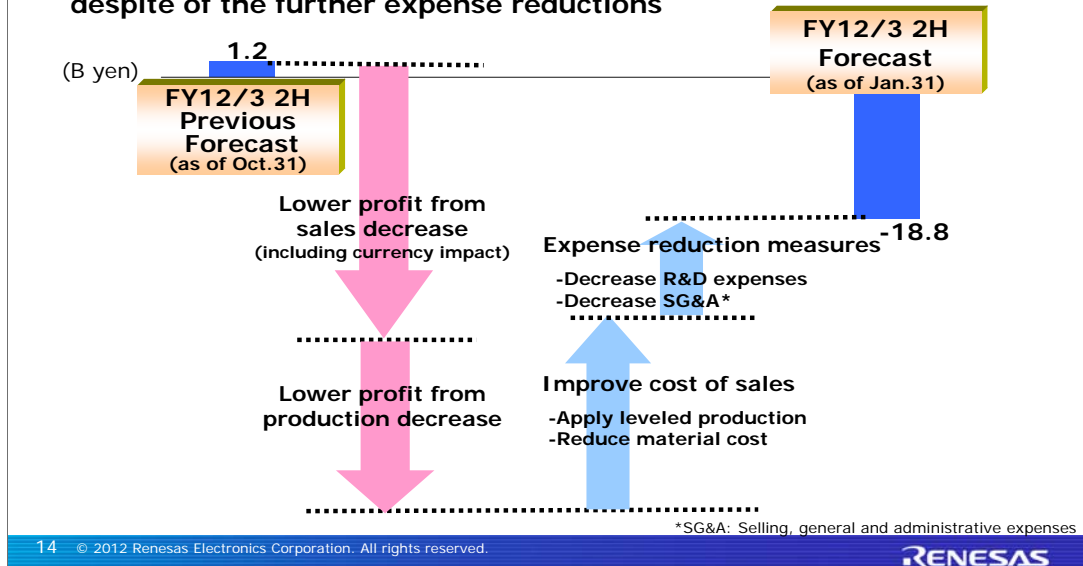 despite of the further expense reductions
FY12/3 2H
Forecast
(as of Jan.31)
1.2
(B yen)
FY12/3 2H
Previous
Forecast
(as of Oct.31)
Lower profit from
sales decrease
(including currency impact)
-18.8
Expense reduction measures
-Decrease R&D expenses
-Decrease SG&A*
Lower profit from
production decrease
Improve cost of sales
-Apply leveled production
-Reduce material cost
*SG&A: Selling, general and administrative expenses
14 © 2012 Renesas Electronics Corporation. All rights reserved.
RENESAS